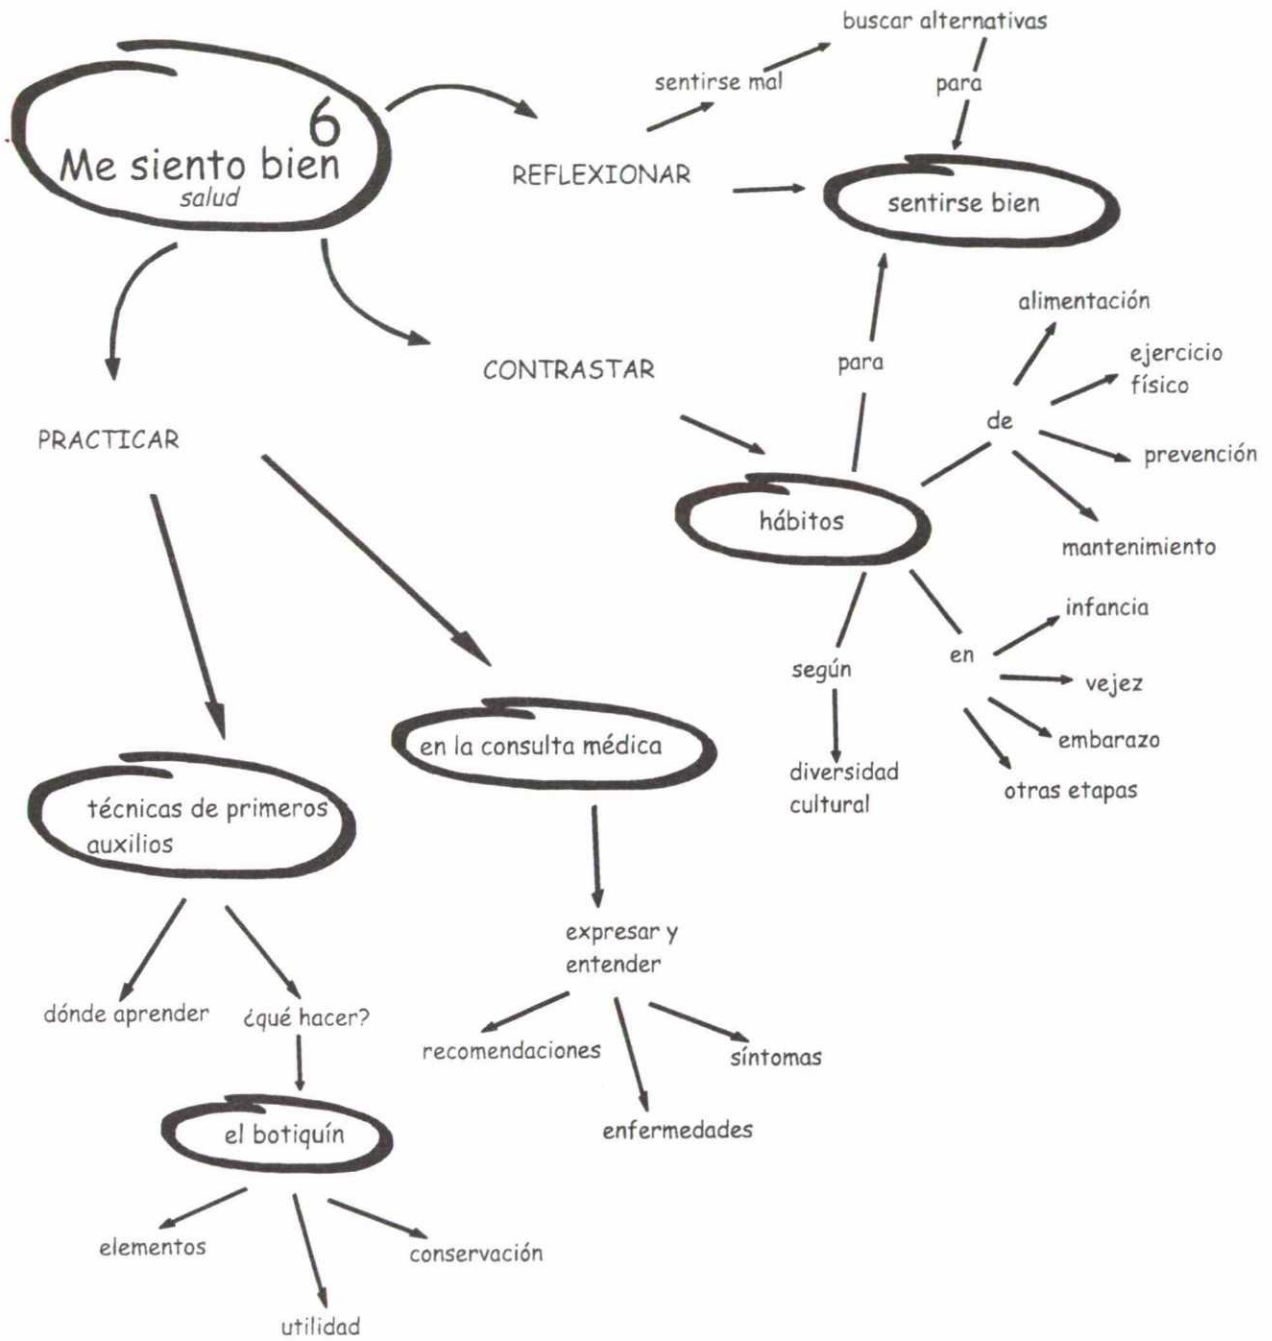 6
Me siento bien
salud
REFLEXIONAR
sentirse mal
buscar alternativas
para
sentirse bien
CONTRASTAR
para
hábitos
de
alimentación
ejercicio
físico
prevención
mantenimiento
según
diversidad
cultural
en
infancia
vejez
embarazo
otras etapas
PRACTICAR
técnicas de primeros
auxilios
dónde aprender
¿qué hacer?
el botiquín
elementos
utilidad
conservación
en la consulta médica
expresar y
entender
recomendaciones
enfermedades
síntomas